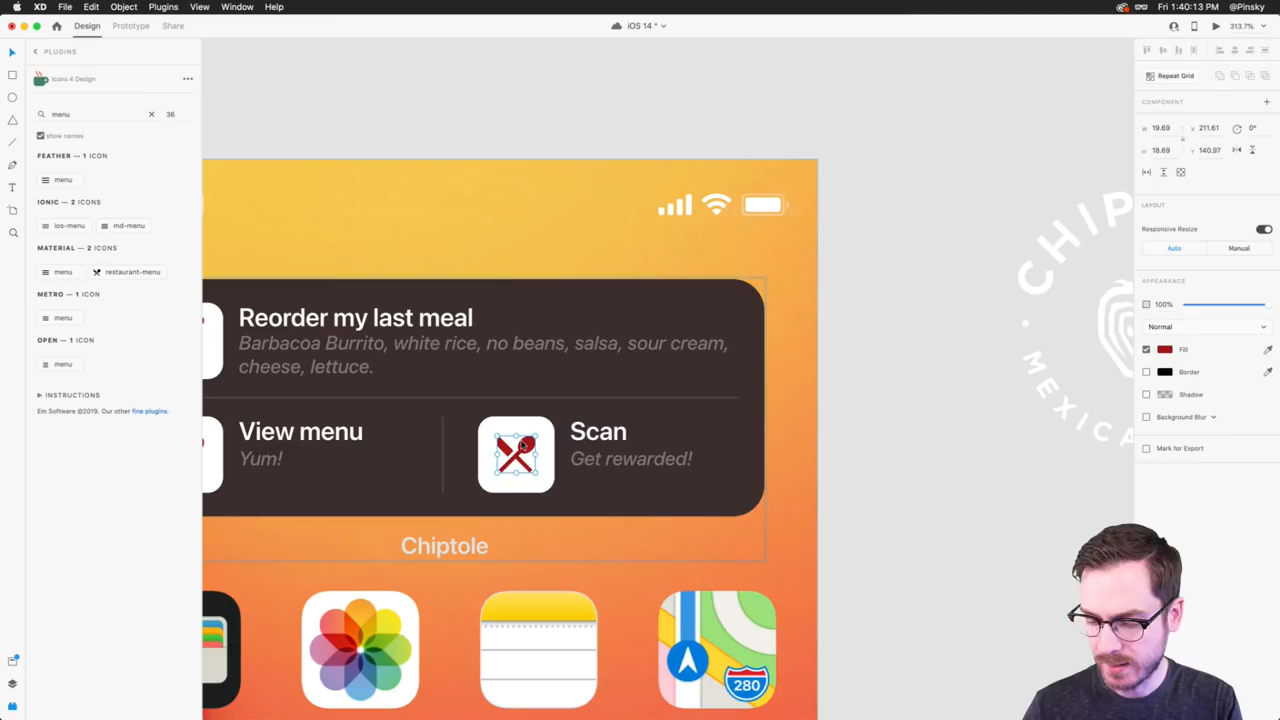 XD File Edit Object Plugins View Window Help Fri 1:40:13 PM @Pinsky
Design Prototype Share iOS 14 * 313.7%
PLUGINS
Icons 4 Design
menu 36
show names
FEATHER — 1 ICON
menu
IONIC — 2 ICONS
ios-menu md-menu
MATERIAL — 2 ICONS
menu restaurant-menu
METRO — 1 ICON
menu
OPEN — 1 ICON
menu
INSTRUCTIONS
Em Software ©2019. Our other fine plugins.
Reorder my last meal
Barbacoa Burrito, white rice, no beans, salsa, sour cream,
cheese, lettuce.
View menu
Yum!
Scan
Get rewarded!
Chiptole
280
CHIP
MEXICA
Repeat Grid
COMPONENT
W 19.69 X 211.61 0°
H 18.69 Y 140.97
LAYOUT
Responsive Resize
Auto Manual
APPEARANCE
100%
Normal
Fill
Border
Shadow
Background Blur
Mark for Export